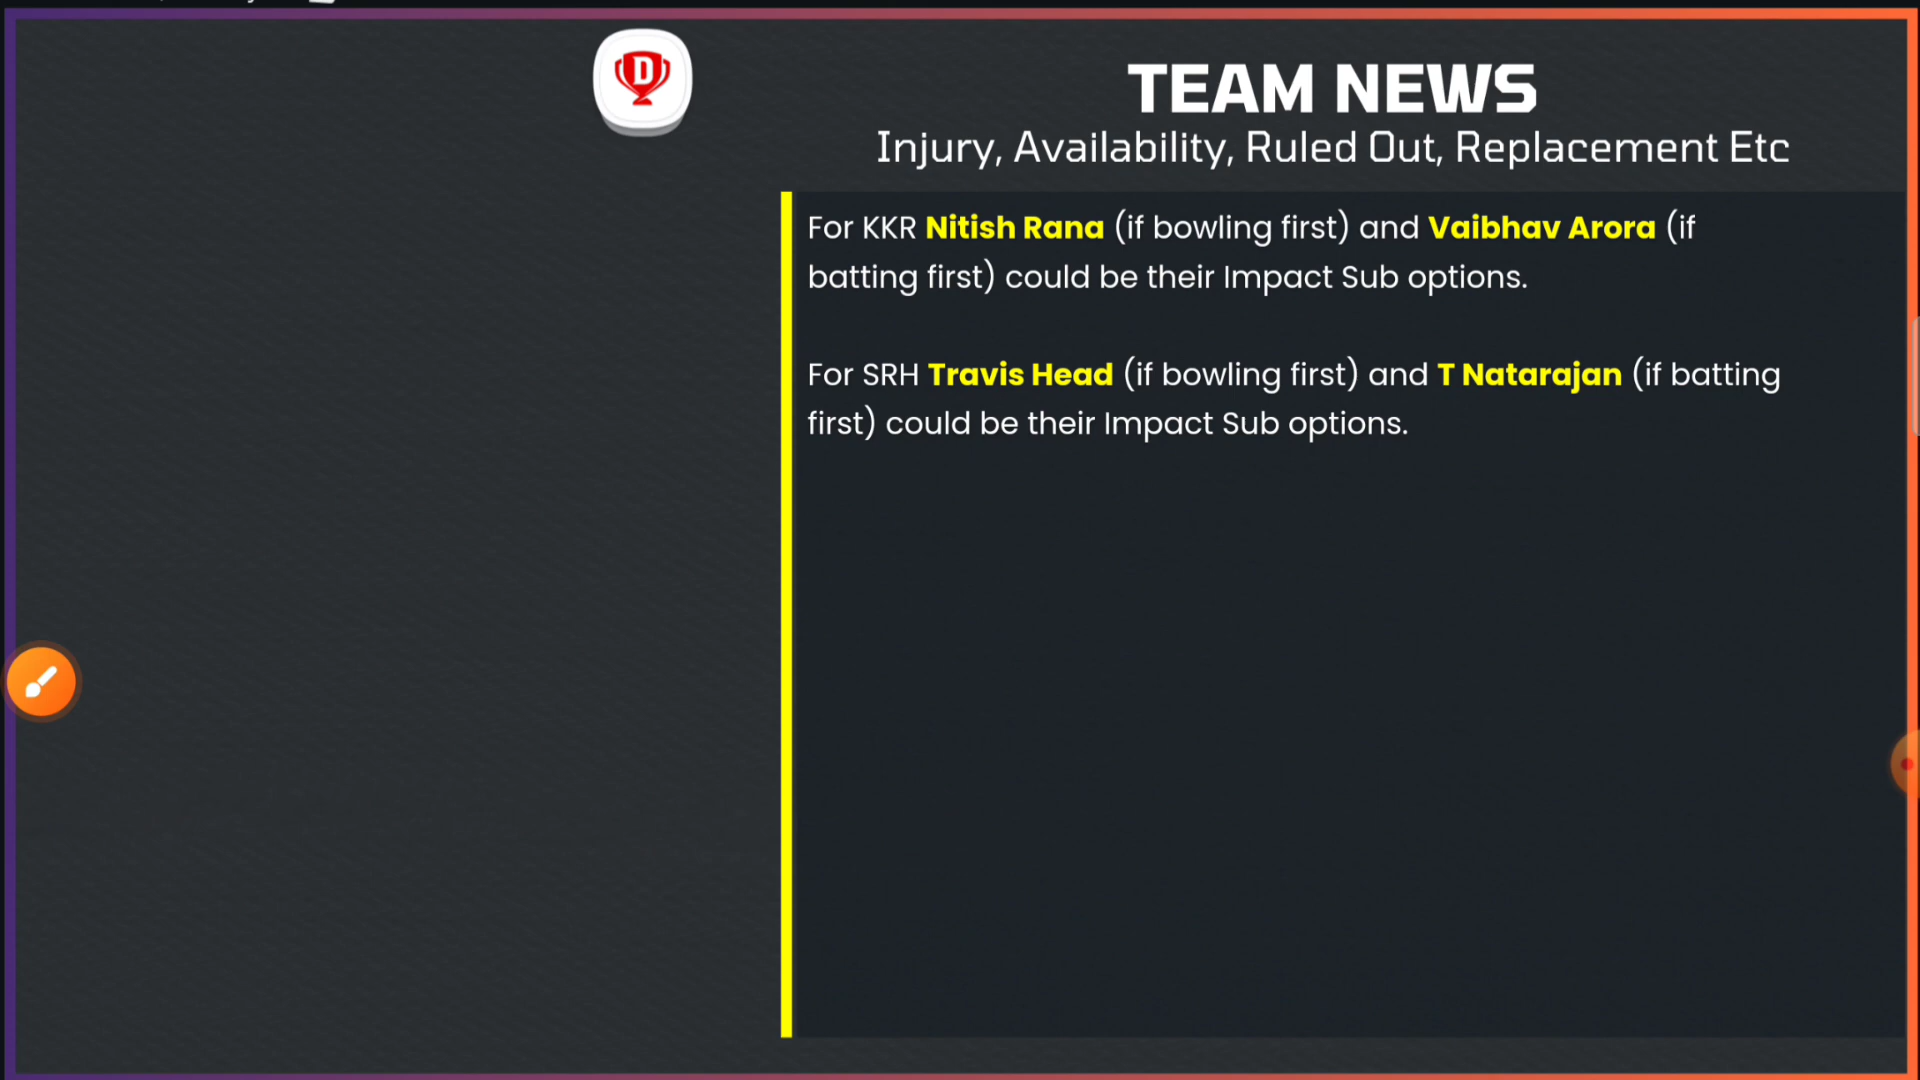 D
TEAM NEWS
Injury, Availability, Ruled Out, Replacement Etc
For KKR Nitish Rana (if bowling first) and Vaibhav Arora (if
batting first) could be their Impact Sub options.
For SRH Travis Head (if bowling first) and T Natarajan (if batting
first) could be their Impact Sub options.